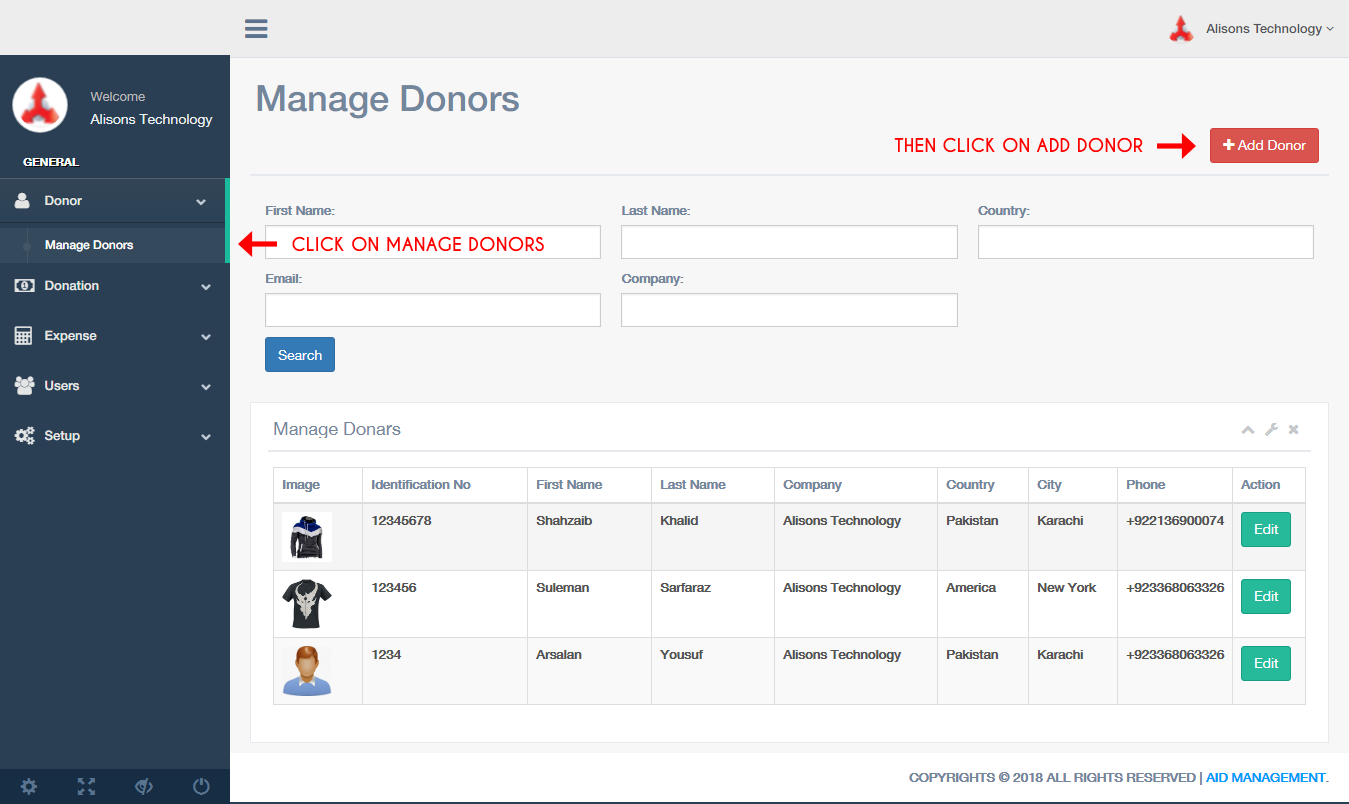 Alisons Technology
Welcome
Alisons Technology
GENERAL
Donor
Manage Donors
Donation
Expense
Users
Setup
Manage Donors
THEN CLICK ON ADD DONOR
Add Donor
First Name: Last Name: Country:
CLICK ON MANAGE DONORS
Email: Company:
Search
Manage Donars
Image Identification No First Name Last Name Company Country City Phone Action
12345678 Shahzaib Khalid Alisons Technology Pakistan Karachi +922136900074 Edit
123456 Suleman Sarfaraz Alisons Technology America New York +923368063326 Edit
1234 Arsalan Yousuf Alisons Technology Pakistan Karachi +923368063326 Edit
COPYRIGHTS © 2018 ALL RIGHTS RESERVED | AID MANAGEMENT.